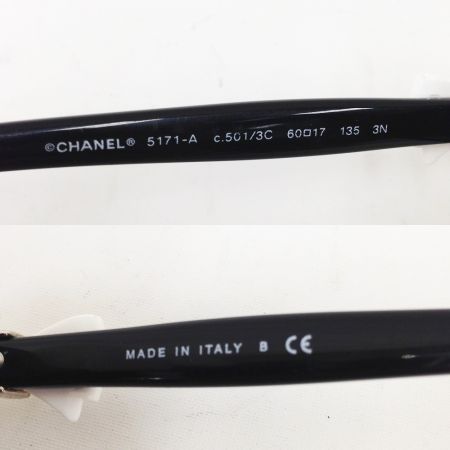 ©CHANEL® 5171-A c.501/3C 60□17 135 3N
MADE IN ITALY B CE